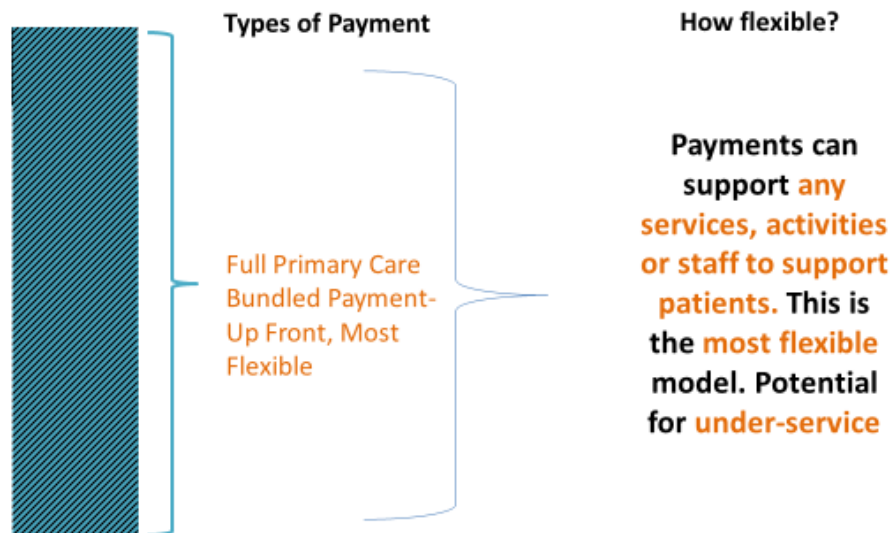 Types of Payment
How flexible?
Full Primary Care
Bundled Payment-
Up Front, Most
Flexible
Payments can
support any
services, activities
or staff to support
patients. This is
the most flexible
model. Potential
for under-service